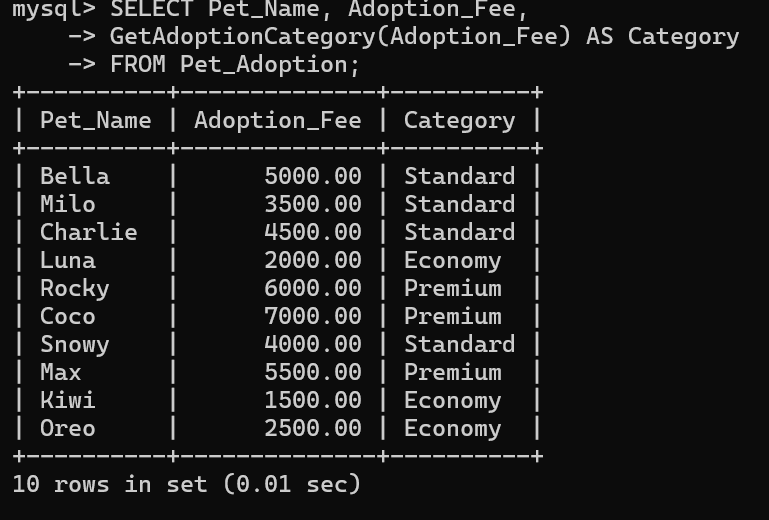 mysql> SELECT Pet_Name, Adoption_Fee,
    -> GetAdoptionCategory(Adoption_Fee) AS Category
    -> FROM Pet_Adoption;
+----------+--------------+----------+
| Pet_Name | Adoption_Fee | Category |
+----------+--------------+----------+
| Bella    |      5000.00 | Standard |
| Milo     |      3500.00 | Standard |
| Charlie  |      4500.00 | Standard |
| Luna     |      2000.00 | Economy  |
| Rocky    |      6000.00 | Premium  |
| Coco     |      7000.00 | Premium  |
| Snowy    |      4000.00 | Standard |
| Max      |      5500.00 | Premium  |
| Kiwi     |      1500.00 | Economy  |
| Oreo     |      2500.00 | Economy  |
+----------+--------------+----------+
10 rows in set (0.01 sec)